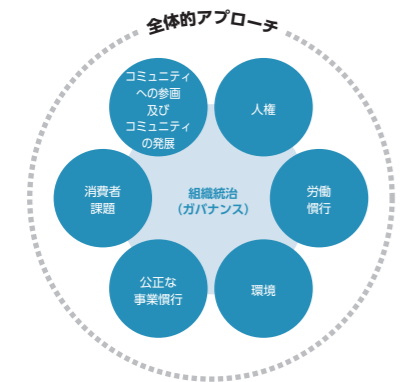 全体的アプローチ
コミュニティ
への参画
及び
コミュニティ
の発展
人権
消費者
課題
組織統治
（ガバナンス）
労働
慣行
公正な
事業慣行
環境